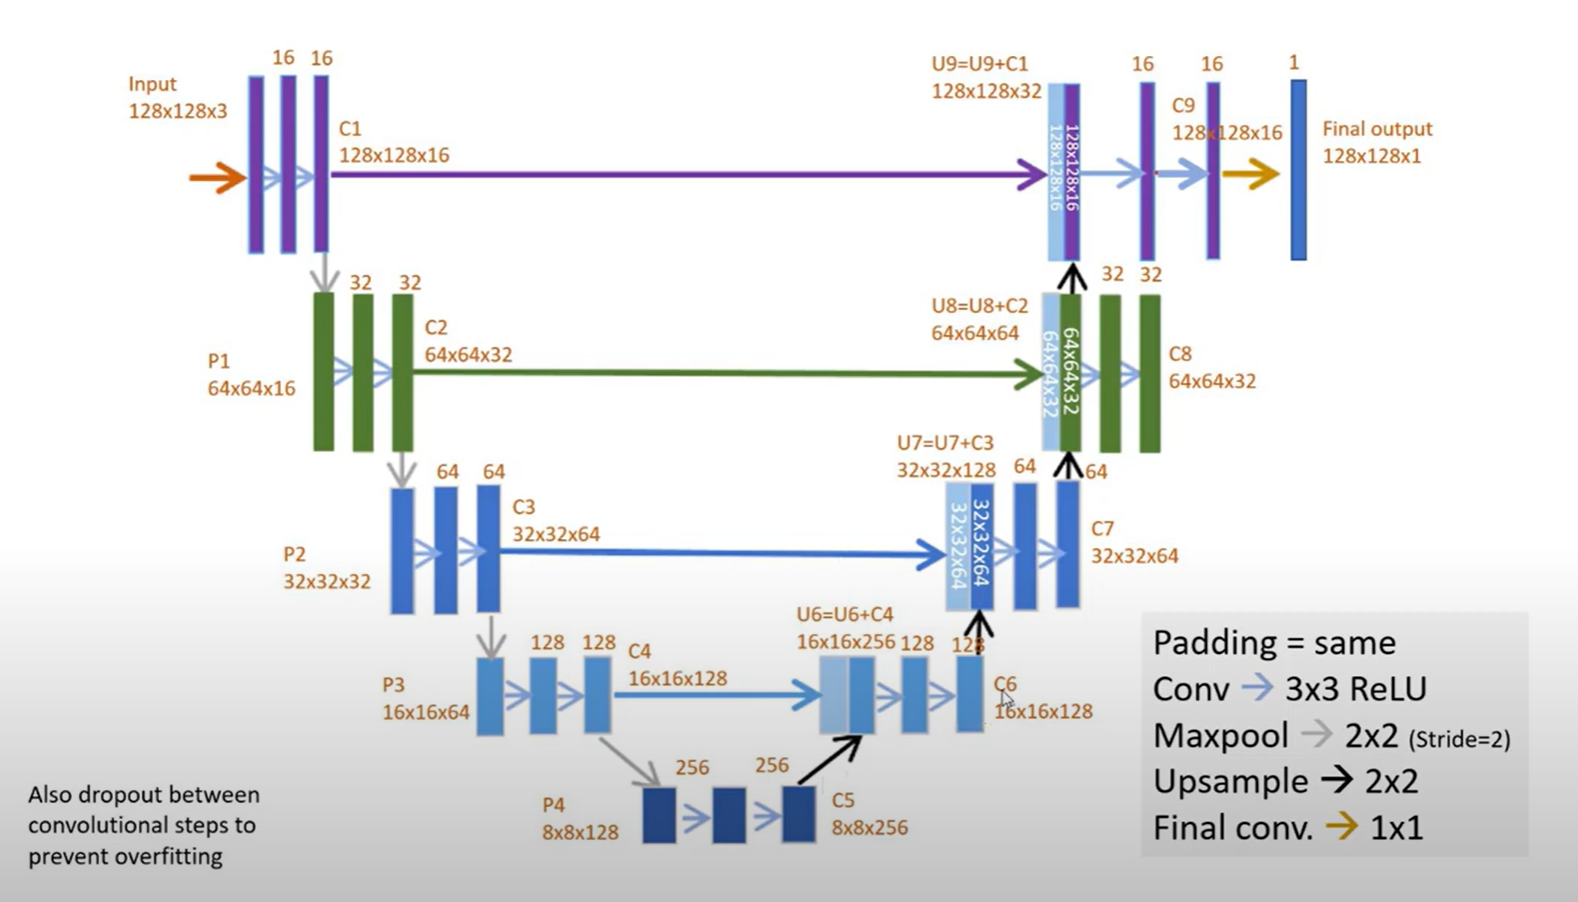 16 16
Input
128x128x3
C1
128x128x16
U9=U9+C1
128x128x32
128x128x16
128x128x16
16
16
C9
128x128x16
1
Final output
128x128x1
32
32
P1
64x64x16
C2
64x64x32
U8=U8+C2
64x64x64
64x64x32
64x64x32
32
32
C8
64x64x32
64
64
P2
32x32x32
C3
32x32x64
U7=U7+C3
32x32x128
32x32x64
32x32x64
64
64
C7
32x32x64
128
128
P3
16x16x64
C4
16x16x128
U6=U6+C4
16x16x256
128
128
C6
16x16x128
256
256
P4
8x8x128
C5
8x8x256
Also dropout between
convolutional steps to
prevent overfitting
Padding = same
Conv → 3x3 ReLU
Maxpool → 2x2 (Stride=2)
Upsample → 2x2
Final conv. → 1x1